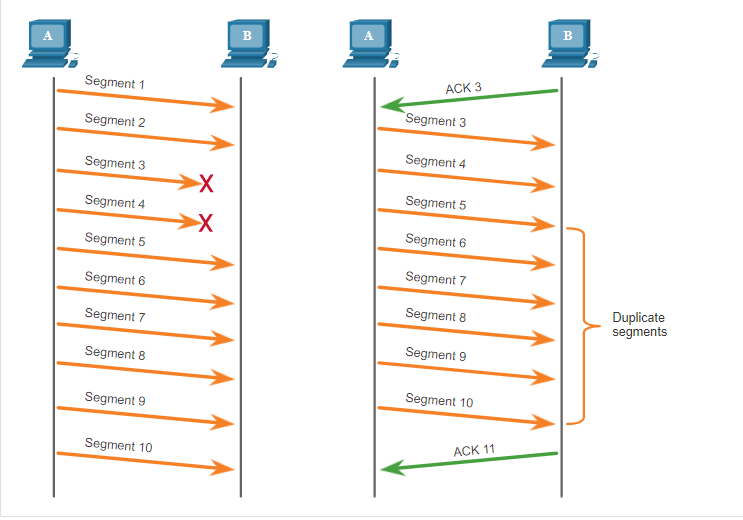 A
B
Segment 1
Segment 2
Segment 3
X
Segment 4
X
Segment 5
Segment 6
Segment 7
Segment 8
Segment 9
Segment 10
A
B
ACK 3
Segment 3
Segment 4
Segment 5
Segment 6
Segment 7
Segment 8
Segment 9
Segment 10
ACK 11
Duplicate
segments